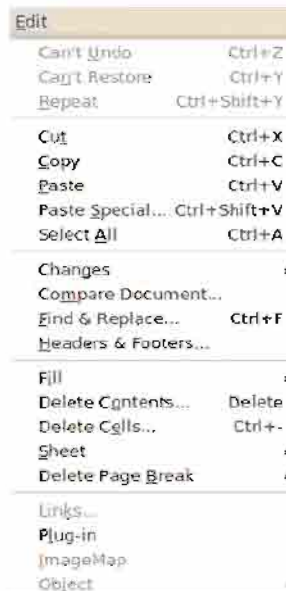 Edit
Can't Undo Ctrl+Z
Can't Restore Ctrl+Y
Repeat Ctrl+Shift+Y
Cut Ctrl+X
Copy Ctrl+C
Paste Ctrl+V
Paste Special... Ctrl+Shift+V
Select All Ctrl+A
Changes
Compare Document...
Find & Replace... Ctrl+F
Headers & Footers...
Fill
Delete Contents... Delete
Delete Cells... Ctrl+-
Sheet
Delete Page Break
Links...
Plug-in
ImageMap
Object